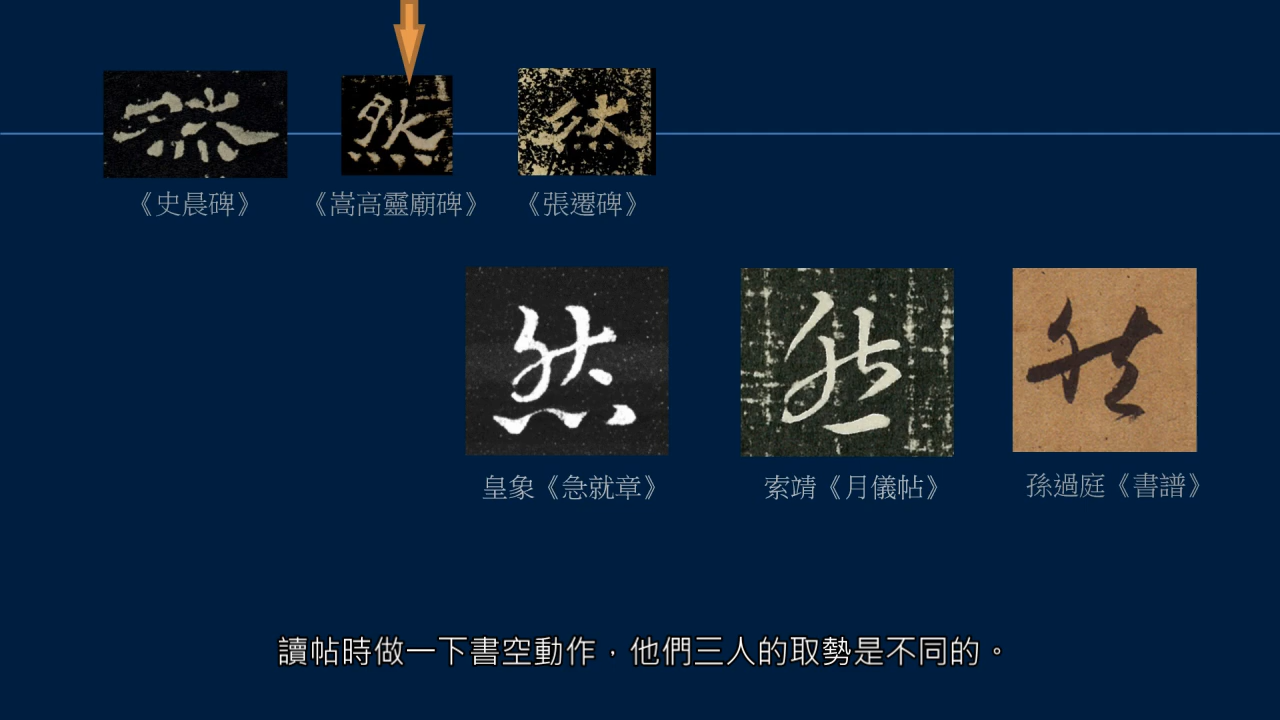 然 然 然
《史晨碑》 《嵩高靈廟碑》 《張遷碑》
然 然 然
皇象《急就章》 索靖《月儀帖》 孫過庭《書譜》
讀帖時做一下書空動作，他們三人的取勢是不同的。